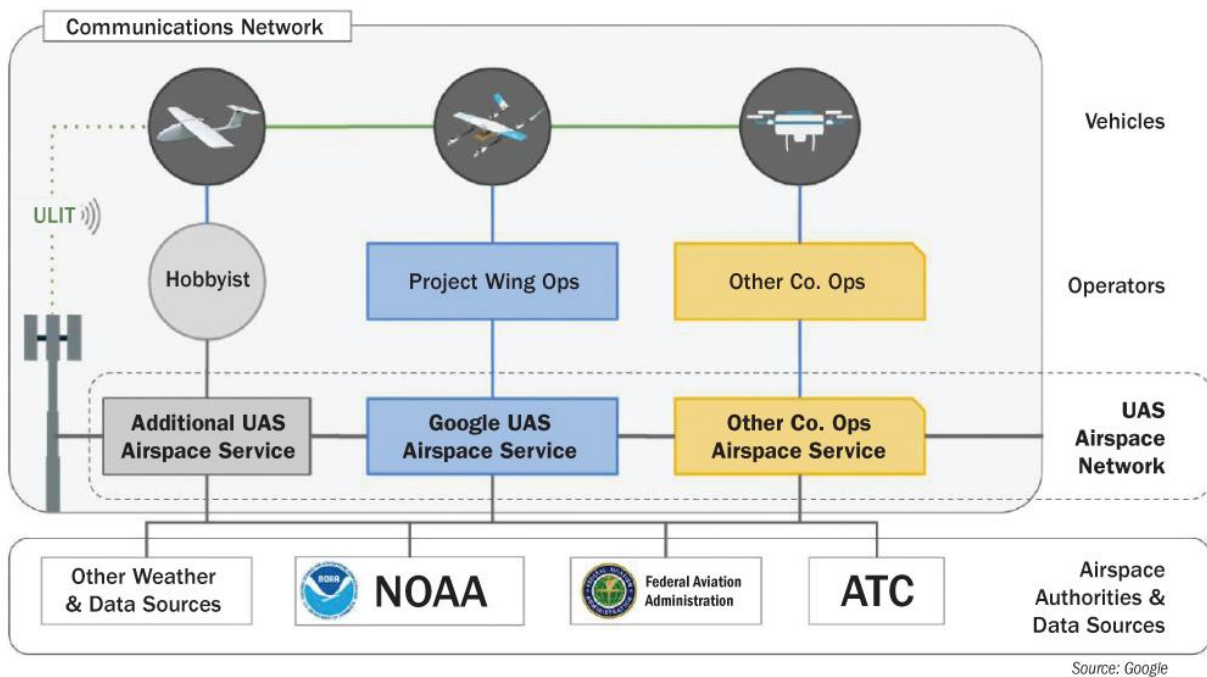 Communications Network
Vehicles
ULIT
Hobbyist
Project Wing Ops
Other Co. Ops
Operators
Additional UAS
Airspace Service
Google UAS
Airspace Service
Other Co. Ops
Airspace Service
UAS
Airspace
Network
Other Weather
& Data Sources
NOAA
NOAA
Federal Aviation
Administration
ATC
Airspace
Authorities &
Data Sources
Source: Google